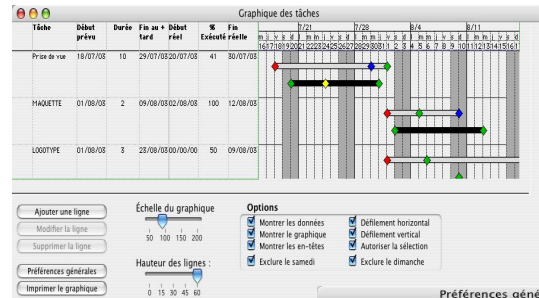 Graphique des tâches
Tâche Début prévu Durée Fin au + tard Début réel % Exécuté Fin réelle
7/21 7/28 8/4 8/11
Prise de vue 18/07/03 10 29/07/03 20/07/03 41 30/07/03
MAQUETTE 01/08/03 2 09/08/03 02/08/03 100 12/08/03
LOGOTYPE 01/08/03 3 23/08/03 00/00/00 50 09/08/03
Ajouter une ligne
Modifier la ligne
Supprimer la ligne
Préférences générales
Imprimer le graphique
Échelle du graphique
50 100 150 200
Hauteur des lignes :
0 15 30 45 60
Options
Montrer les données
Défilement horizontal
Montrer le graphique
Défilement vertical
Montrer les en-têtes
Autoriser la sélection
Exclure le samedi
Exclure le dimanche
Préférences géné